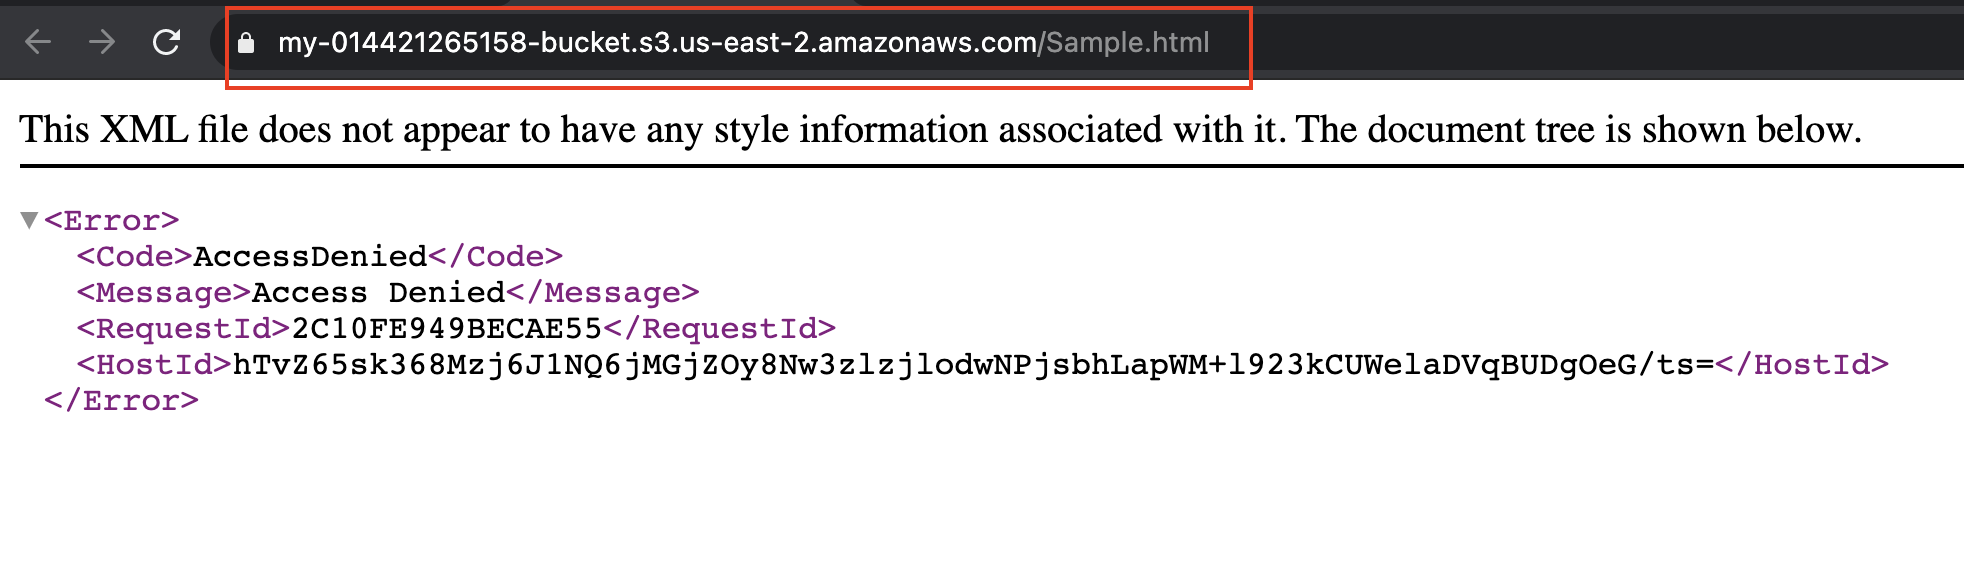 my-014421265158-bucket.s3.us-east-2.amazonaws.com/Sample.html
This XML file does not appear to have any style information associated with it. The document tree is shown below.
▼<Error>
<Code>AccessDenied</Code>
<Message>Access Denied</Message>
<RequestId>2C10FE949BECAE55</RequestId>
<HostId>hTvZ65sk368Mzj6J1NQ6jMGjZOy8Nw3zlzjlodwNPjsbhLapWM+l923kCUWelaDVqBUDgOeG/ts=</HostId>
</Error>